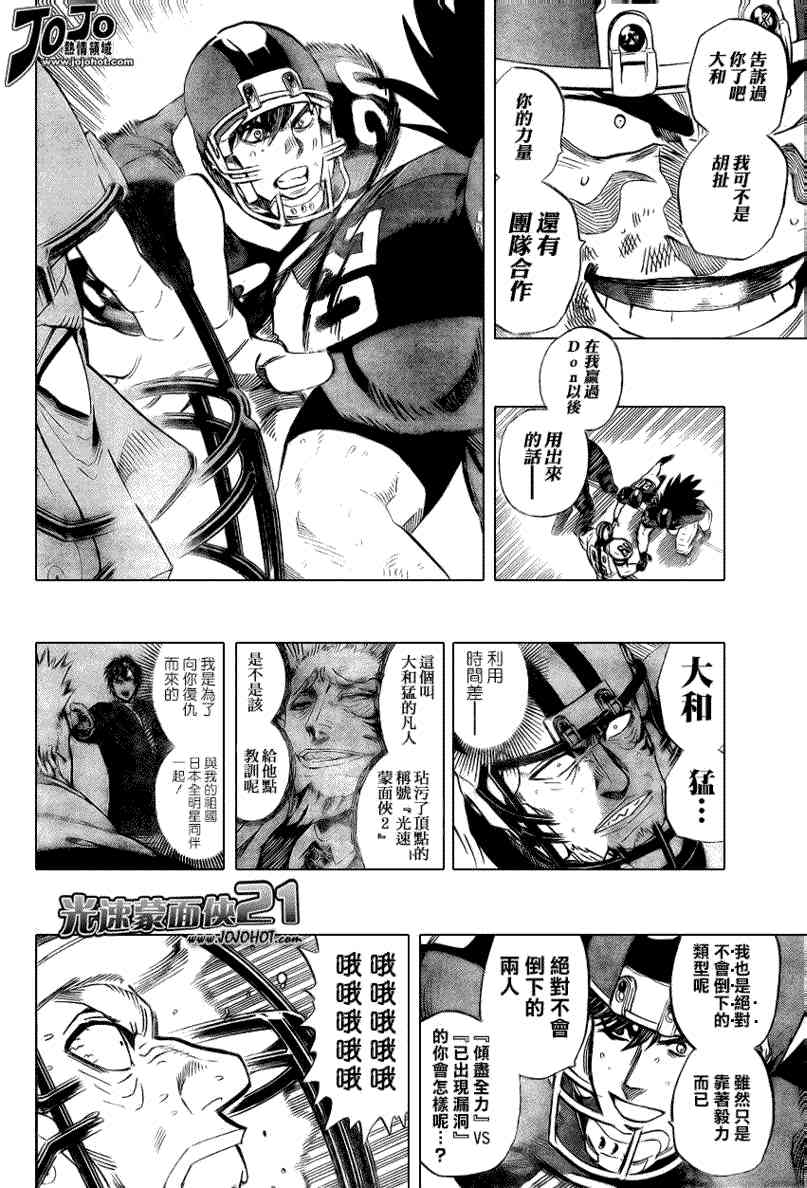 JOJO
熱情領域
www.jojohot.com
告訴過
你了吧
大和
我可不是
胡扯
你的力量
還有
團隊合作
在我贏過
Don以後
用出來
的話──
大和
猛…
利用
時間差──
這個叫
大和猛的凡人
玷污了頂點的
稱號『光速
蒙面俠2』
是不是該
給他點
教訓呢
我是為了
向你復仇
而來的
與我的祖國
日本全明星同伴
一起！
光速蒙面俠21
www.JOJOHOT.com
我也是絕對
不會倒下的
類型呢
雖然只是
靠著毅力
而已
絕對不會
倒下的
兩人
『傾盡全力』VS
『已出現漏洞』
的你會怎樣呢…？
哦哦哦哦哦
哦哦哦哦哦